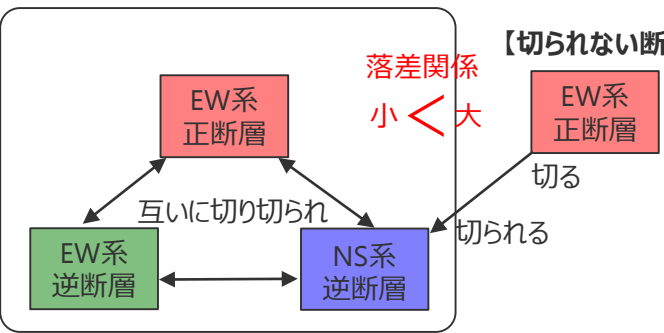 【切られない断
落差関係
小 < 大
EW系
正断層
EW系
正断層
切る
互いに切り切られ
切られる
EW系
逆断層
NS系
逆断層